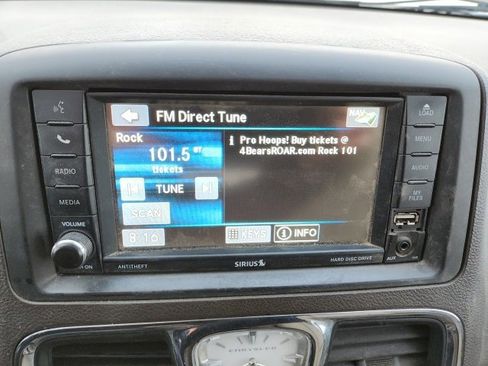 FM Direct Tune
NAV
LOAD
Rock
101.5 ST
tickets
i Pro Hoops! Buy tickets @
4BearsROAR.com Rock 101
MENU
RADIO
AUDIO
TUNE
MEDIA
MY
FILES
SCAN
VOLUME
8:16
KEYS
i INFO
ANTITHEFT
SIRIUS
HARD DISC DRIVE
AUX
CHRYSLER